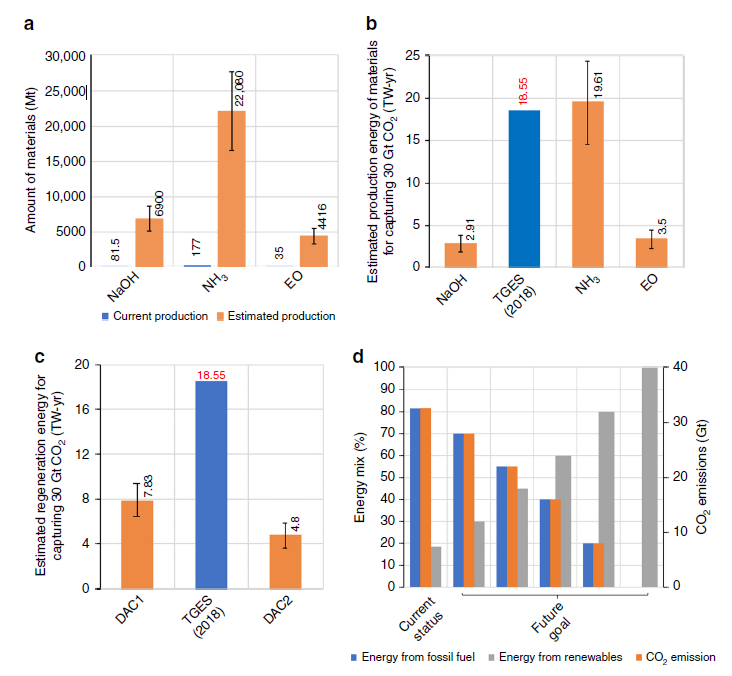 a
Amount of materials (Mt)
30,000
25,000
20,000
15,000
10,000
5000
0
81.5
6900
177
22,080
35
4416
NaOH
NH3
EO
Current production
Estimated production
b
Estimated production energy of materials
for capturing 30 Gt CO2 (TW-yr)
25
20
15
10
5
0
2.91
18.55
19.61
3.5
NaOH
TGES
(2018)
NH3
EO
c
Estimated regeneration energy for
capturing 30 Gt CO2 (TW-yr)
20
16
12
8
4
0
7.83
18.55
4.8
DAC1
TGES
(2018)
DAC2
d
Energy mix (%)
100
90
80
70
60
50
40
30
20
10
0
40
30
20
10
0
CO2 emissions (Gt)
Current
status
Future
goal
Energy from fossil fuel
Energy from renewables
CO2 emission